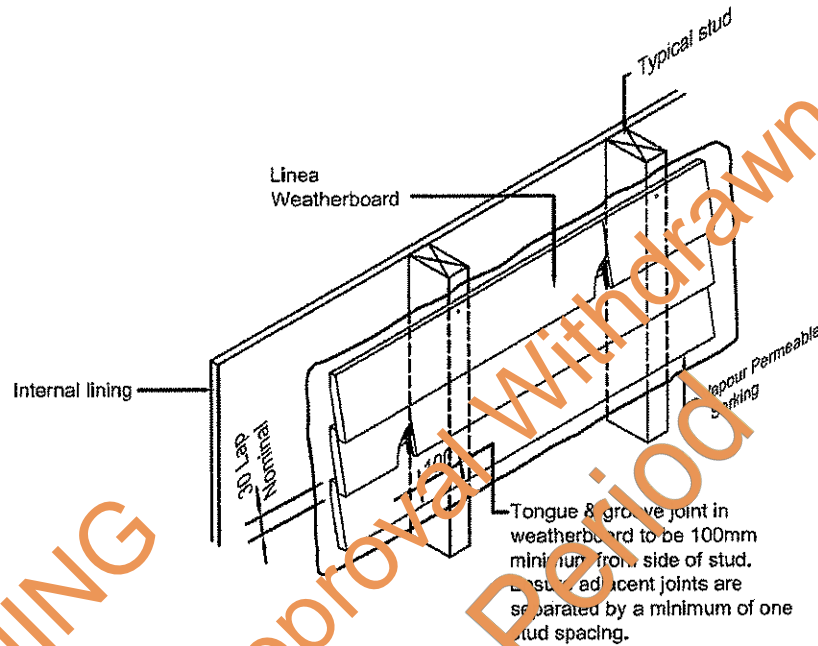 Typical stud
Linea
Weatherboard
Internal lining
Nominal
30 Lap
100
Vapour Permeable
Sarking
Tongue & groove joint in
weatherboard to be 100mm
minimum from side of stud.
Ensure adjacent joints are
separated by a minimum of one
stud spacing.
Approval Withdrawn
Period